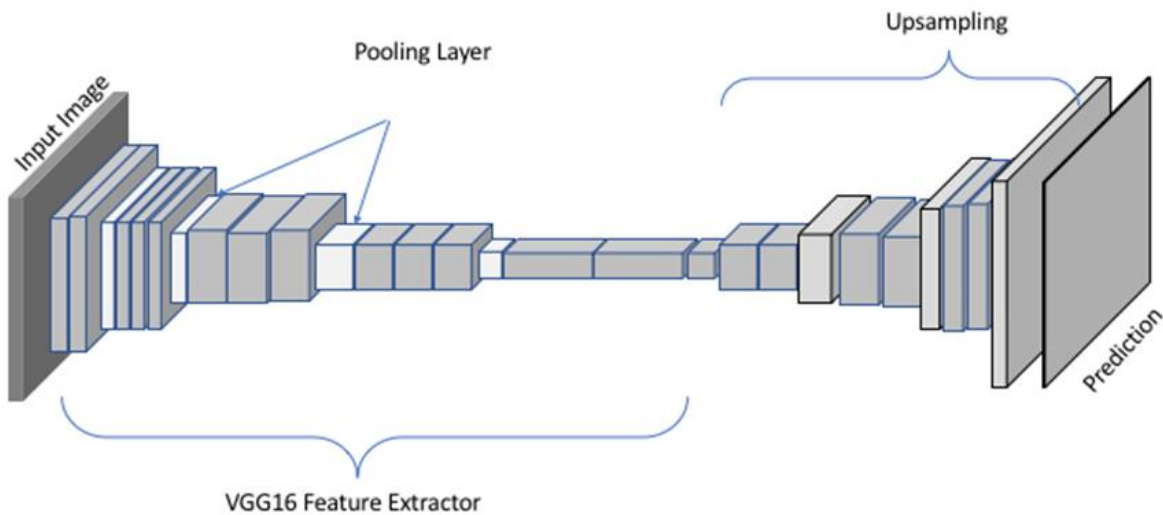 Upsampling
Pooling Layer
Input Image
Prediction
VGG16 Feature Extractor